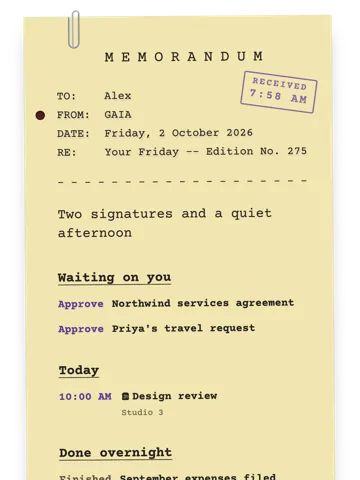 MEMORANDUM
RECEIVED
7:58 AM
TO: Alex
FROM: GAIA
DATE: Friday, 2 October 2026
RE: Your Friday -- Edition No. 275
Two signatures and a quiet
afternoon
Waiting on you
Approve Northwind services agreement
Approve Priya's travel request
Today
10:00 AM Design review
Studio 3
Done overnight
Finished September expenses filed